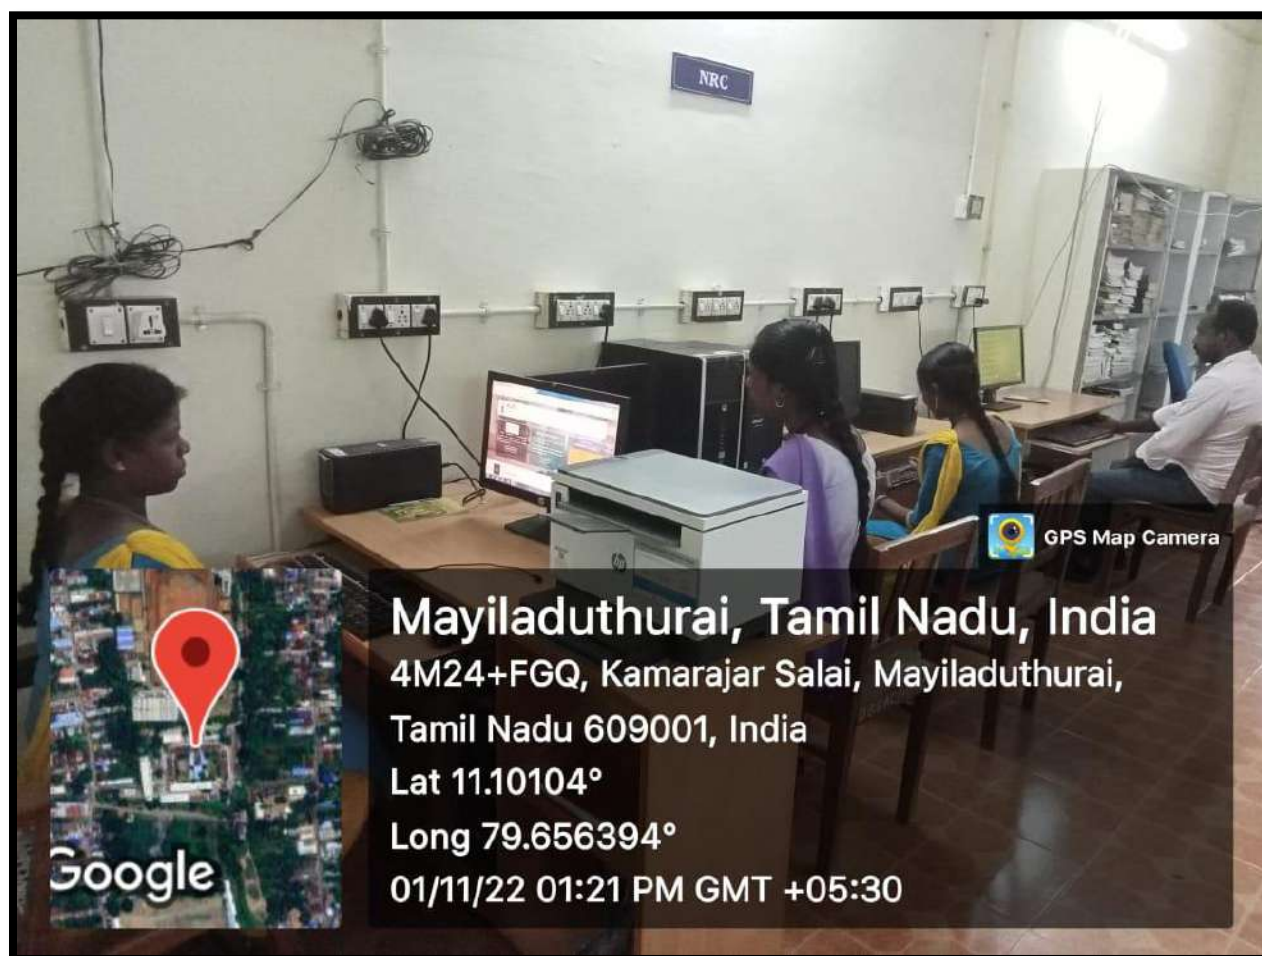 NRC
hp
GPS Map Camera
Mayiladuthurai, Tamil Nadu, India
4M24+FGQ, Kamarajar Salai, Mayiladuthurai,
Tamil Nadu 609001, India
Lat 11.10104°
Long 79.656394°
01/11/22 01:21 PM GMT +05:30
Google